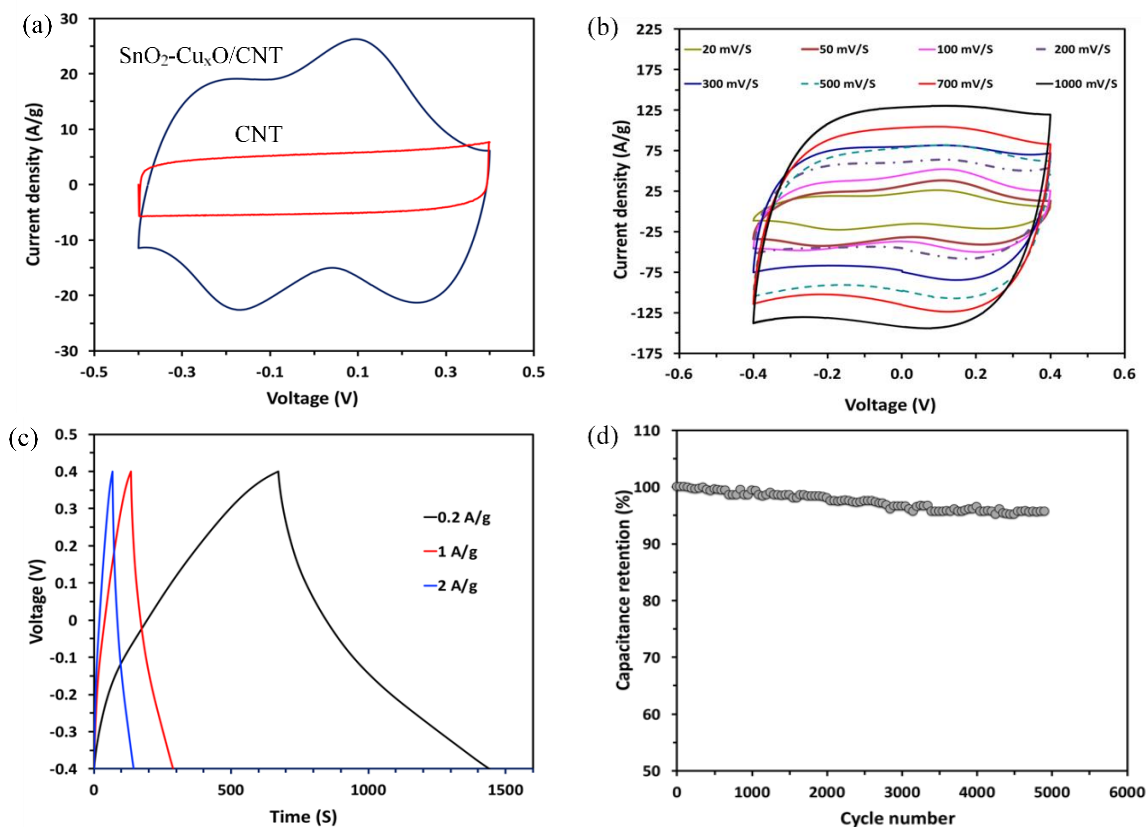 (a)
30
20
10
0
-10
-20
-30
Current density (A/g)
SnO₂-CuₓO/CNT
CNT
-0.5
-0.3
-0.1
0.1
0.3
0.5
Voltage (V)
(b)
225
175
125
75
25
-25
-75
-125
-175
Current density (A/g)
20 mV/S
50 mV/S
100 mV/S
200 mV/S
300 mV/S
500 mV/S
700 mV/S
1000 mV/S
-0.6
-0.4
-0.2
0.0
0.2
0.4
0.6
Voltage (V)
(c)
0.5
0.4
0.3
0.2
0.1
0
-0.1
-0.2
-0.3
-0.4
Voltage (V)
0.2 A/g
1 A/g
2 A/g
0
500
1000
1500
Time (S)
(d)
110
100
90
80
70
60
50
Capacitance retention (%)
0
1000
2000
3000
4000
5000
6000
Cycle number